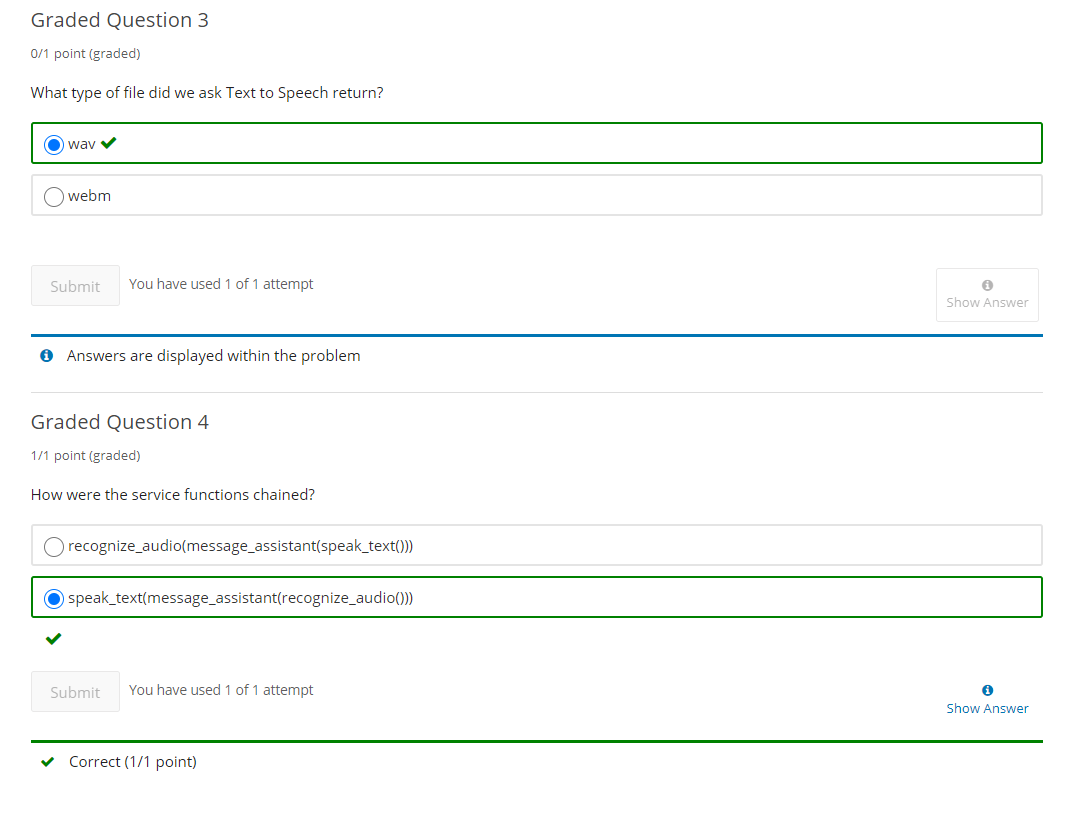 Graded Question 3
0/1 point (graded)
What type of file did we ask Text to Speech return?
wav
webm
Submit You have used 1 of 1 attempt
Show Answer
Answers are displayed within the problem
Graded Question 4
1/1 point (graded)
How were the service functions chained?
recognize_audio(message_assistant(speak_text()))
speak_text(message_assistant(recognize_audio()))
Submit You have used 1 of 1 attempt
Show Answer
Correct (1/1 point)